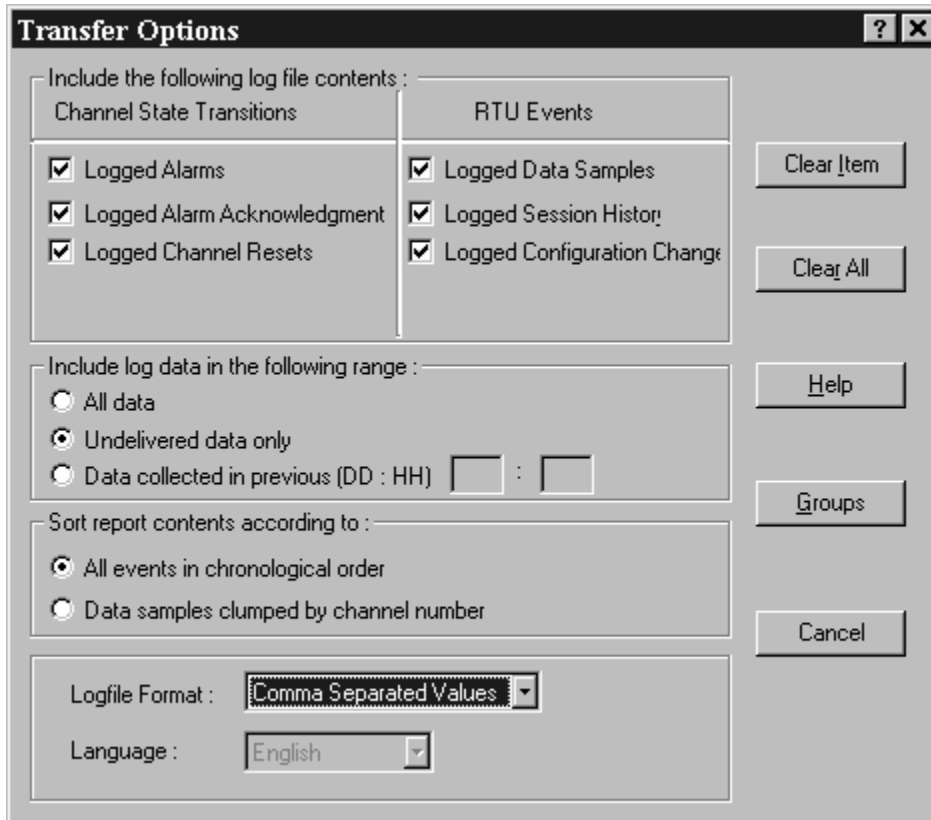 Transfer Options
Include the following log file contents :
Channel State Transitions
RTU Events
Logged Alarms
Logged Data Samples
Logged Alarm Acknowledgment
Logged Session History
Logged Channel Resets
Logged Configuration Change
Include log data in the following range :
All data
Undelivered data only
Data collected in previous (DD : HH) :
Sort report contents according to :
All events in chronological order
Data samples clumped by channel number
Logfile Format : Comma Separated Values
Language : English
Clear Item
Clear All
Help
Groups
Cancel